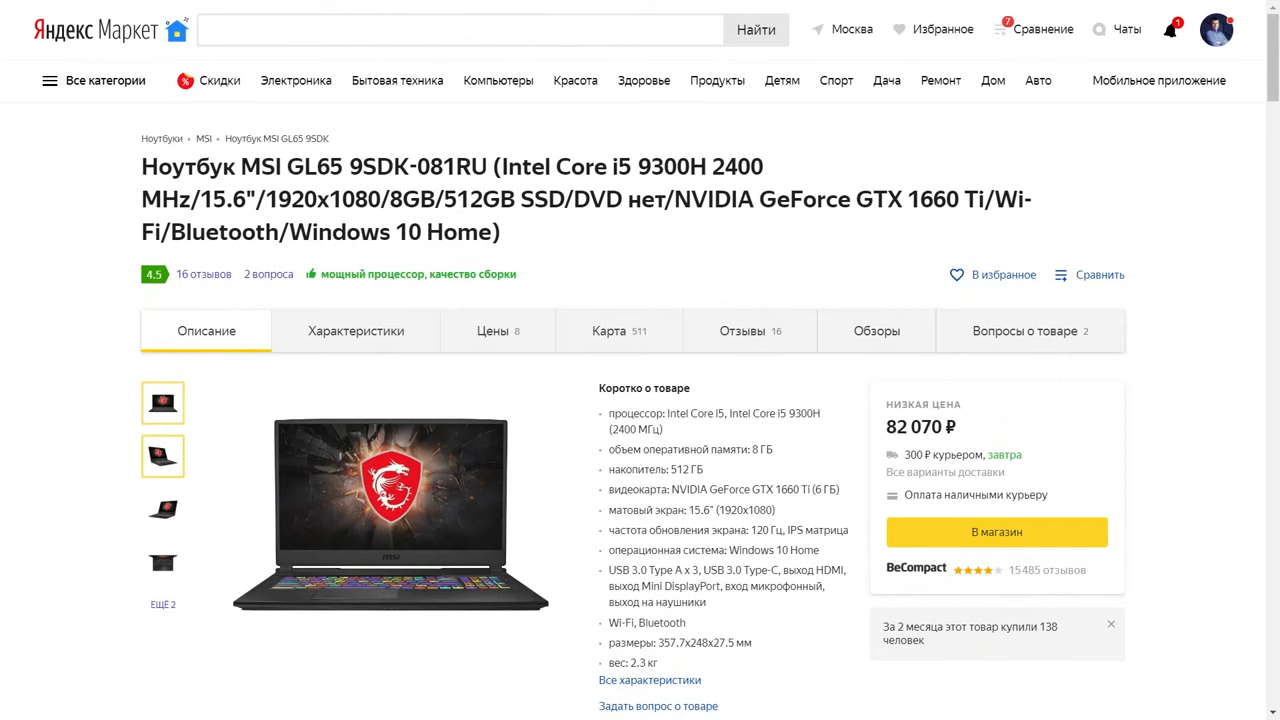 Яндекс Маркет
Найти
Москва
Избранное
7
Сравнение
Чаты
1
Все категории
%
Скидки
Электроника
Бытовая техника
Компьютеры
Красота
Здоровье
Продукты
Детям
Спорт
Дача
Ремонт
Дом
Авто
Мобильное приложение
Ноутбуки • MSI • Ноутбук MSI GL65 9SDK
Ноутбук MSI GL65 9SDK-081RU (Intel Core i5 9300H 2400
MHz/15.6"/1920x1080/8GB/512GB SSD/DVD нет/NVIDIA GeForce GTX 1660 Ti/Wi-
Fi/Bluetooth/Windows 10 Home)
4.5
16 отзывов
2 вопроса
мощный процессор, качество сборки
В избранное
Сравнить
Описание
Характеристики
Цены 8
Карта 511
Отзывы 16
Обзоры
Вопросы о товаре 2
ЕЩЁ 2
msi
Коротко о товаре
• процессор: Intel Core i5, Intel Core i5 9300H
(2400 МГц)
• объем оперативной памяти: 8 ГБ
• накопитель: 512 ГБ
• видеокарта: NVIDIA GeForce GTX 1660 Ti (6 ГБ)
• матовый экран: 15.6" (1920x1080)
• частота обновления экрана: 120 Гц, IPS матрица
• операционная система: Windows 10 Home
• USB 3.0 Type A x 3, USB 3.0 Type-C, выход HDMI,
выход Mini DisplayPort, вход микрофонный,
выход на наушники
• Wi-Fi, Bluetooth
• размеры: 357.7x248x27.5 мм
• вес: 2.3 кг
Все характеристики
Задать вопрос о товаре
НИЗКАЯ ЦЕНА
82 070 ₽
300 ₽ курьером, завтра
Все варианты доставки
Оплата наличными курьеру
В магазин
BeCompact
15 485 отзывов
За 2 месяца этот товар купили 138
человек